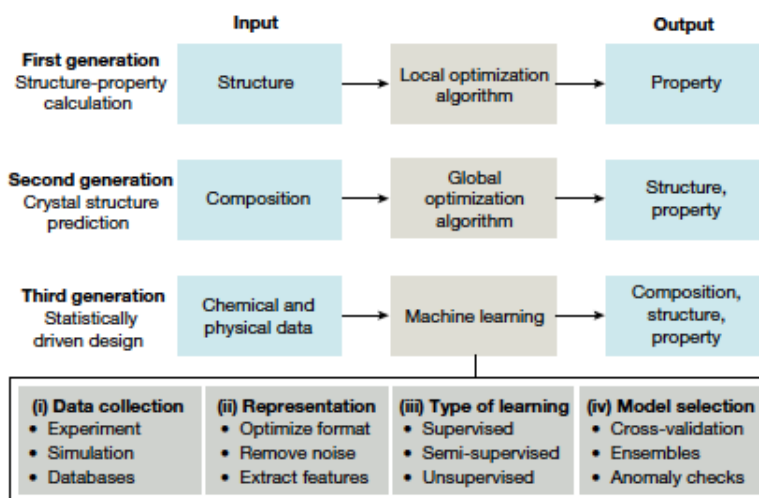 Input
Output
First generation
Structure-property
calculation
Structure
Local optimization
algorithm
Property
Second generation
Crystal structure
prediction
Composition
Global
optimization
algorithm
Structure,
property
Third generation
Statistically
driven design
Chemical and
physical data
Machine learning
Composition,
structure,
property
(i) Data collection
• Experiment
• Simulation
• Databases
(ii) Representation
• Optimize format
• Remove noise
• Extract features
(iii) Type of learning
• Supervised
• Semi-supervised
• Unsupervised
(iv) Model selection
• Cross-validation
• Ensembles
• Anomaly checks